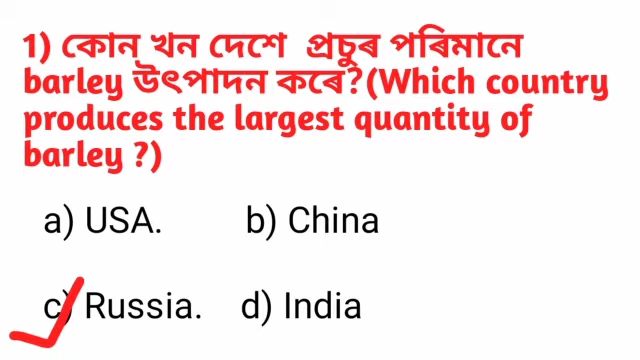 1) কোন খন দেশে প্ৰচুৰ পৰিমানে
barley উৎপাদন কৰে?(Which country
produces the largest quantity of
barley ?)
a) USA. b) China
c) Russia. d) India